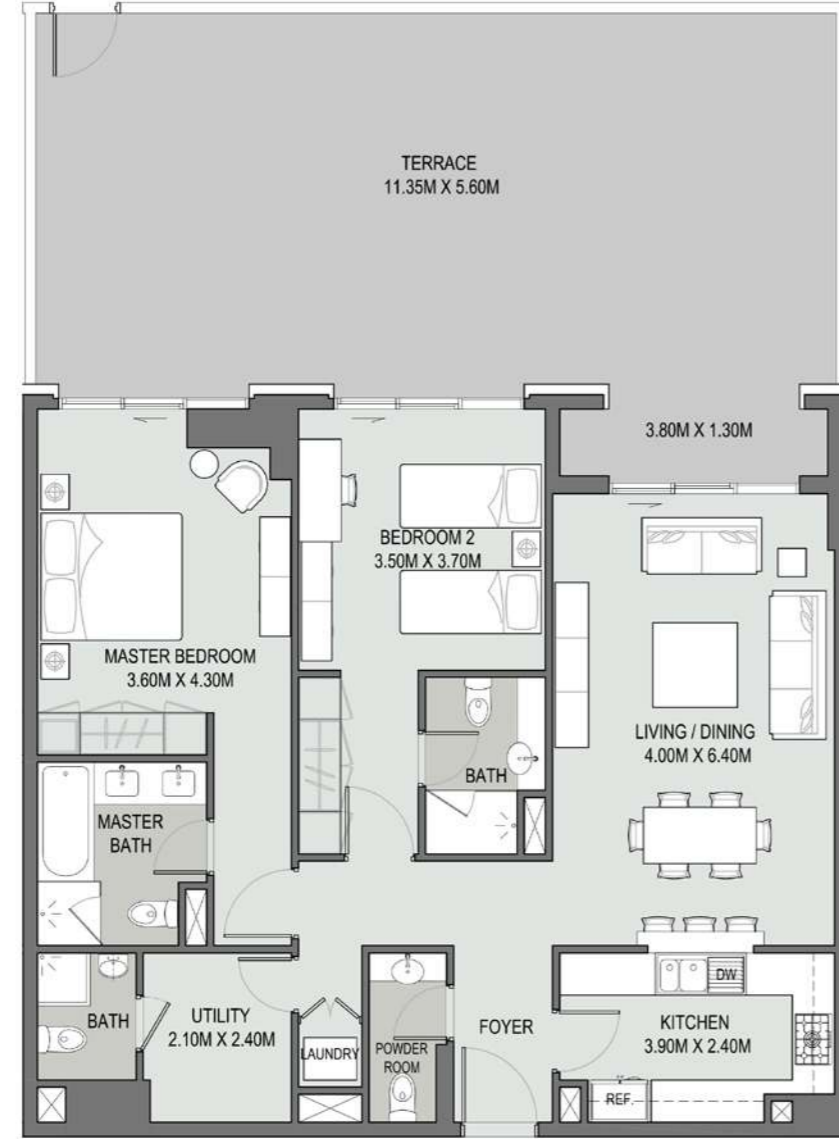 TERRACE
11.35M X 5.60M
3.80M X 1.30M
BEDROOM 2
3.50M X 3.70M
MASTER BEDROOM
3.60M X 4.30M
LIVING / DINING
4.00M X 6.40M
BATH
MASTER
BATH
DW
BATH
UTILITY
2.10M X 2.40M
LAUNDRY
POWDER
ROOM
FOYER
KITCHEN
3.90M X 2.40M
REF.